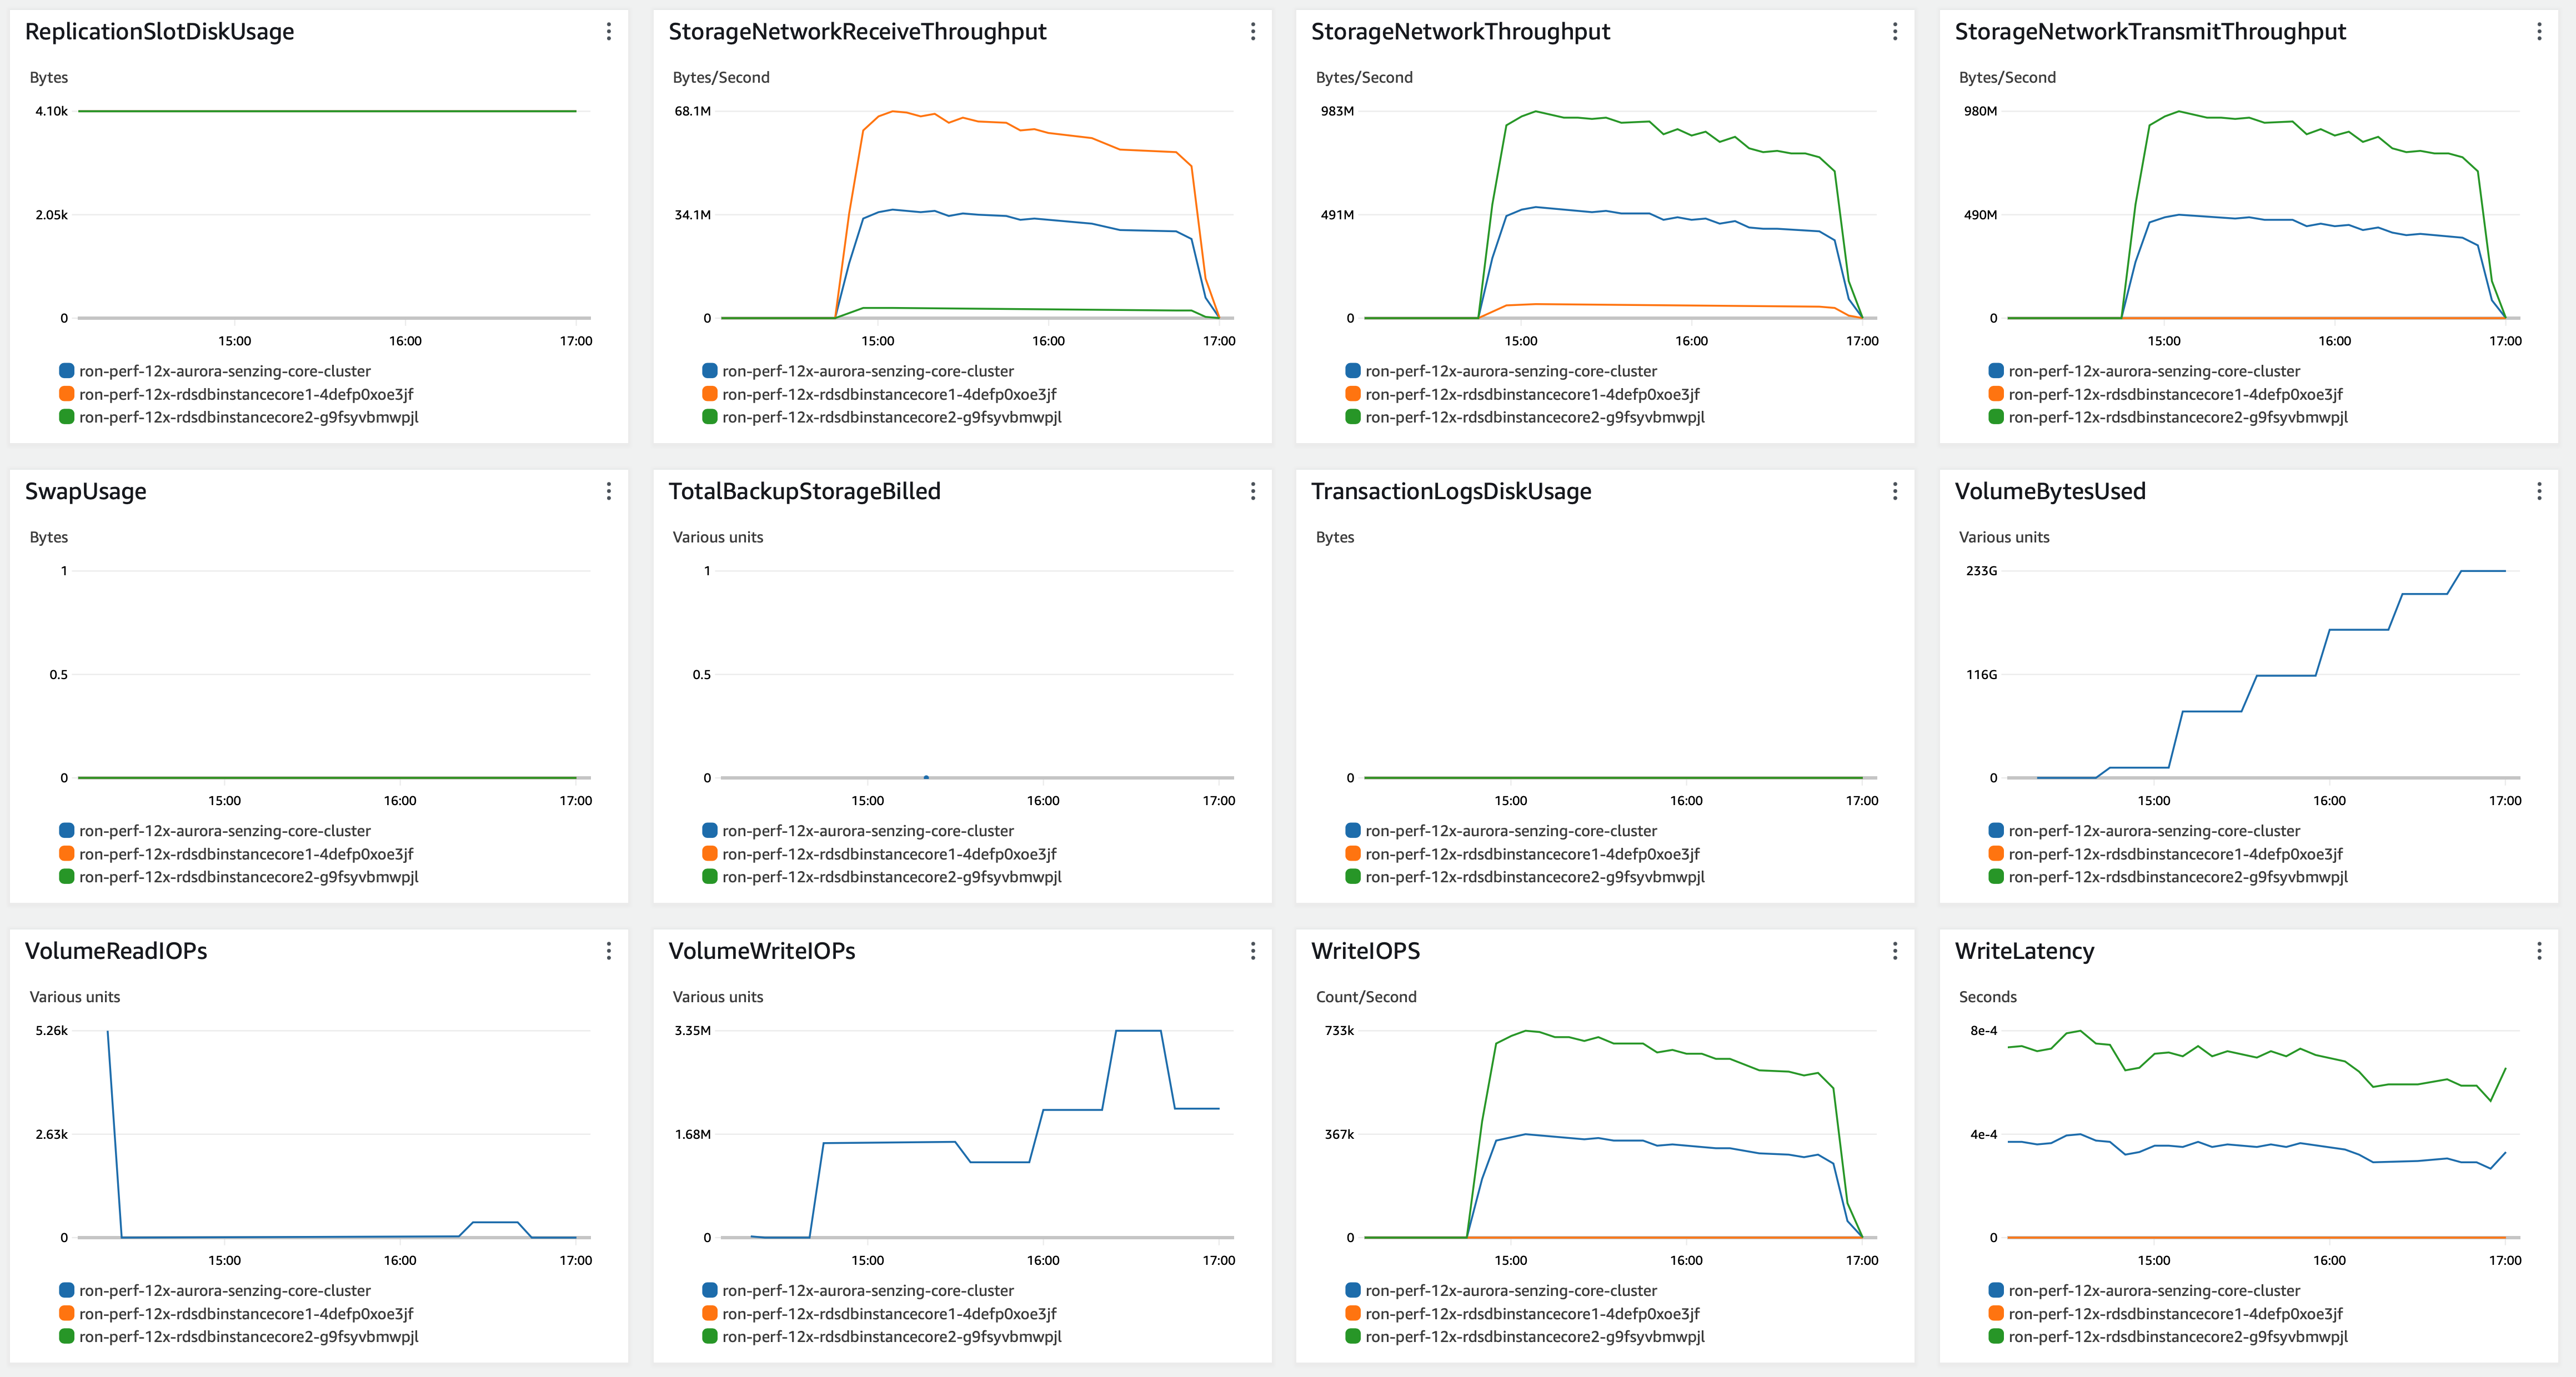 ReplicationSlotDiskUsage
Bytes
4.10k
2.05k
0
15:00 16:00 17:00
ron-perf-12x-aurora-senzing-core-cluster
ron-perf-12x-rdsdbinstancecore1-4defp0xoe3jf
ron-perf-12x-rdsdbinstancecore2-g9fsyvbmwpjl
StorageNetworkReceiveThroughput
Bytes/Second
68.1M
34.1M
0
15:00 16:00 17:00
ron-perf-12x-aurora-senzing-core-cluster
ron-perf-12x-rdsdbinstancecore1-4defp0xoe3jf
ron-perf-12x-rdsdbinstancecore2-g9fsyvbmwpjl
StorageNetworkThroughput
Bytes/Second
983M
491M
0
15:00 16:00 17:00
ron-perf-12x-aurora-senzing-core-cluster
ron-perf-12x-rdsdbinstancecore1-4defp0xoe3jf
ron-perf-12x-rdsdbinstancecore2-g9fsyvbmwpjl
StorageNetworkTransmitThroughput
Bytes/Second
980M
490M
0
15:00 16:00 17:00
ron-perf-12x-aurora-senzing-core-cluster
ron-perf-12x-rdsdbinstancecore1-4defp0xoe3jf
ron-perf-12x-rdsdbinstancecore2-g9fsyvbmwpjl
SwapUsage
Bytes
1
0.5
0
15:00 16:00 17:00
ron-perf-12x-aurora-senzing-core-cluster
ron-perf-12x-rdsdbinstancecore1-4defp0xoe3jf
ron-perf-12x-rdsdbinstancecore2-g9fsyvbmwpjl
TotalBackupStorageBilled
Various units
1
0.5
0
15:00 16:00 17:00
ron-perf-12x-aurora-senzing-core-cluster
ron-perf-12x-rdsdbinstancecore1-4defp0xoe3jf
ron-perf-12x-rdsdbinstancecore2-g9fsyvbmwpjl
TransactionLogsDiskUsage
Bytes
0
15:00 16:00 17:00
ron-perf-12x-aurora-senzing-core-cluster
ron-perf-12x-rdsdbinstancecore1-4defp0xoe3jf
ron-perf-12x-rdsdbinstancecore2-g9fsyvbmwpjl
VolumeBytesUsed
Various units
233G
116G
0
15:00 16:00 17:00
ron-perf-12x-aurora-senzing-core-cluster
ron-perf-12x-rdsdbinstancecore1-4defp0xoe3jf
ron-perf-12x-rdsdbinstancecore2-g9fsyvbmwpjl
VolumeReadIOPs
Various units
5.26k
2.63k
0
15:00 16:00 17:00
ron-perf-12x-aurora-senzing-core-cluster
ron-perf-12x-rdsdbinstancecore1-4defp0xoe3jf
ron-perf-12x-rdsdbinstancecore2-g9fsyvbmwpjl
VolumeWriteIOPs
Various units
3.35M
1.68M
0
15:00 16:00 17:00
ron-perf-12x-aurora-senzing-core-cluster
ron-perf-12x-rdsdbinstancecore1-4defp0xoe3jf
ron-perf-12x-rdsdbinstancecore2-g9fsyvbmwpjl
WriteIOPS
Count/Second
733k
367k
0
15:00 16:00 17:00
ron-perf-12x-aurora-senzing-core-cluster
ron-perf-12x-rdsdbinstancecore1-4defp0xoe3jf
ron-perf-12x-rdsdbinstancecore2-g9fsyvbmwpjl
WriteLatency
Seconds
8e-4
4e-4
0
15:00 16:00 17:00
ron-perf-12x-aurora-senzing-core-cluster
ron-perf-12x-rdsdbinstancecore1-4defp0xoe3jf
ron-perf-12x-rdsdbinstancecore2-g9fsyvbmwpjl